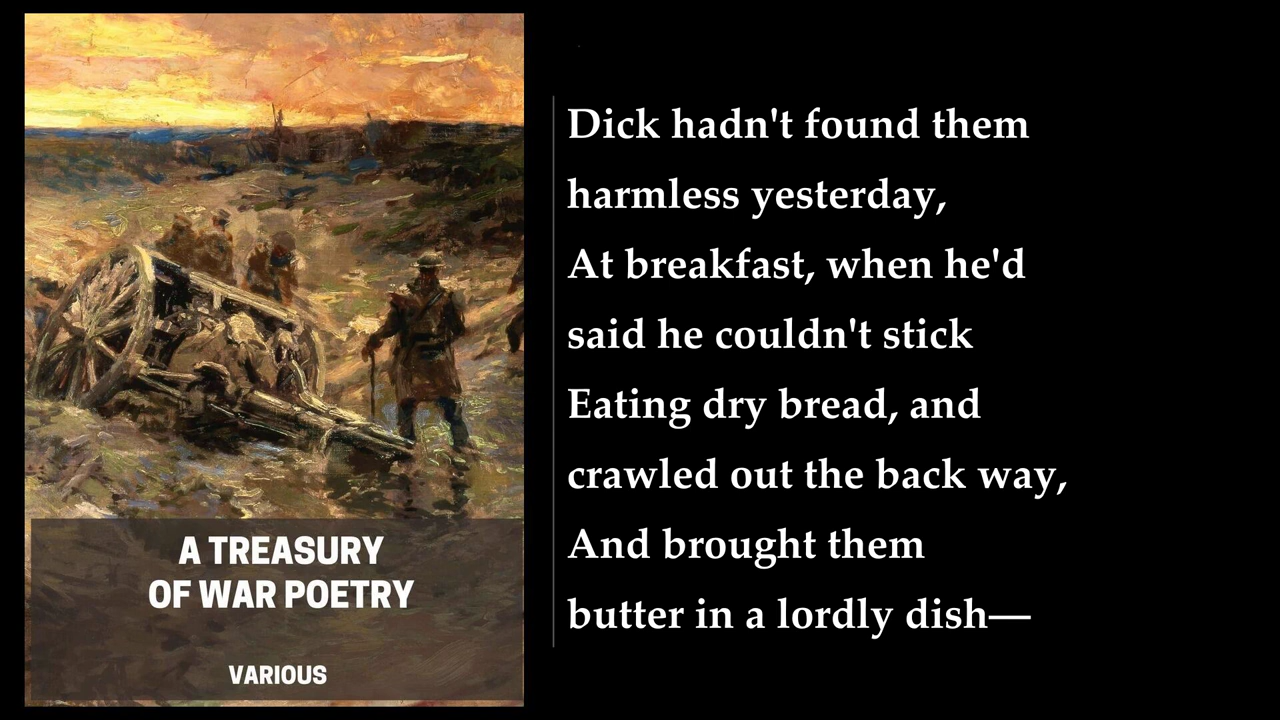 A TREASURY
OF WAR POETRY
VARIOUS
Dick hadn't found them
harmless yesterday,
At breakfast, when he'd
said he couldn't stick
Eating dry bread, and
crawled out the back way,
And brought them
butter in a lordly dish—